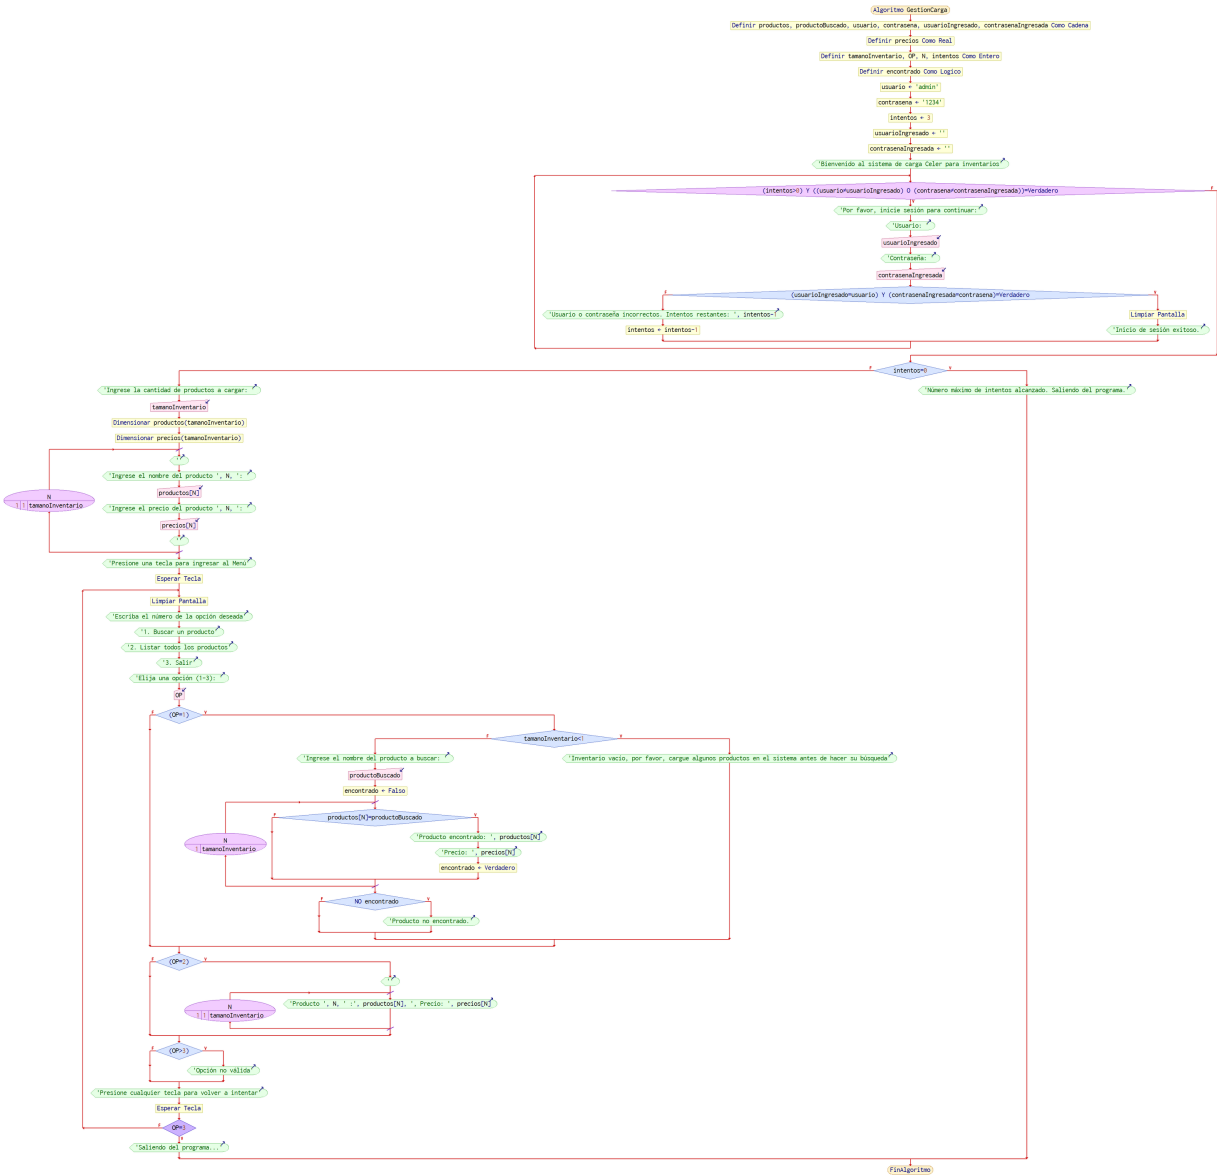 Algoritmo GestionCarga
Definir productos, productoBuscado, usuario, contrasena, usuarioIngresado, contrasenaIngresada Como Cadena
Definir precios Como Real
Definir tamanoInventario, OP, N, intentos Como Entero
Definir encontrado Como Logico
usuario ← 'admin'
contrasena ← '1234'
intentos ← 3
usuarioIngresado ← ''
contrasenaIngresada ← ''
'Bienvenido al sistema de carga Celer para inventarios'
(intentos>0) Y ((usuario≠usuarioIngresado) O (contrasena≠contrasenaIngresada))=Verdadero
F
V
'Por favor, inicie sesión para continuar:'
'Usuario: '
usuarioIngresado
'Contraseña: '
contrasenaIngresada
(usuarioIngresado=usuario) Y (contrasenaIngresada=contrasena)=Verdadero
F
V
'Usuario o contraseña incorrectos. Intentos restantes: ', intentos-1
intentos ← intentos-1
Limpiar Pantalla
'Inicio de sesión exitoso.'
intentos=0
F
V
'Número máximo de intentos alcanzado. Saliendo del programa.'
'Ingrese la cantidad de productos a cargar: '
tamanoInventario
Dimensionar productos(tamanoInventario)
Dimensionar precios(tamanoInventario)
''
'Ingrese el nombre del producto ', N, ': '
productos[N]
N
1 1 tamanoInventario
'Ingrese el precio del producto ', N, ': '
precios[N]
''
'Presione una tecla para ingresar al Menú'
Esperar Tecla
Limpiar Pantalla
'Escriba el número de la opción deseada'
'1. Buscar un producto'
'2. Listar todos los productos'
'3. Salir'
'Elija una opción (1-3): '
OP
(OP=1)
F
V
tamanoInventario<1
F
V
'Ingrese el nombre del producto a buscar: '
'Inventario vacio, por favor, cargue algunos productos en el sistema antes de hacer su búsqueda'
productoBuscado
encontrado ← Falso
productos[N]=productoBuscado
F
V
N
1 tamanoInventario
'Producto encontrado: ', productos[N]
'Precio: ', precios[N]
encontrado ← Verdadero
NO encontrado
F
V
'Producto no encontrado.'
(OP=2)
F
V
''
N
1 1 tamanoInventario
'Producto ', N, ' :', productos[N], ', Precio: ', precios[N]
(OP>3)
F
V
'Opción no válida'
'Presione cualquier tecla para volver a intentar'
Esperar Tecla
OP=3
F
V
'Saliendo del programa...'
FinAlgoritmo